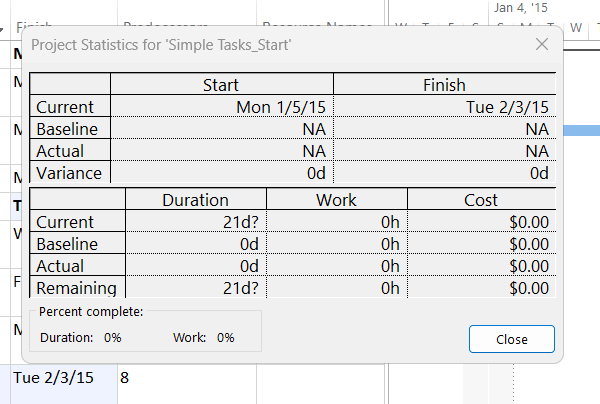 Jan 4, '15
Finish Predecessors Resource Names W T F S S M T W T
Project Statistics for 'Simple Tasks_Start'
Start Finish
Current Mon 1/5/15 Tue 2/3/15
Baseline NA NA
Actual NA NA
Variance 0d 0d
Duration Work Cost
Current 21d? 0h $0.00
Baseline 0d 0h $0.00
Actual 0d 0h $0.00
Remaining 21d? 0h $0.00
Percent complete:
Duration: 0% Work: 0%
Close
Tue 2/3/15 8